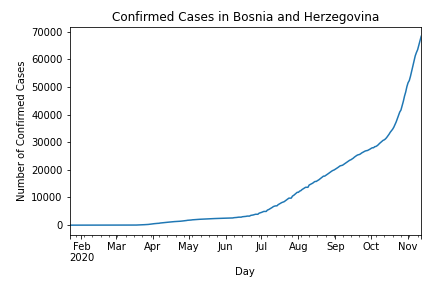 Confirmed Cases in Bosnia and Herzegovina
Number of Confirmed Cases
70000
60000
50000
40000
30000
20000
10000
0
Feb Mar Apr May Jun Jul Aug Sep Oct Nov
2020
Day